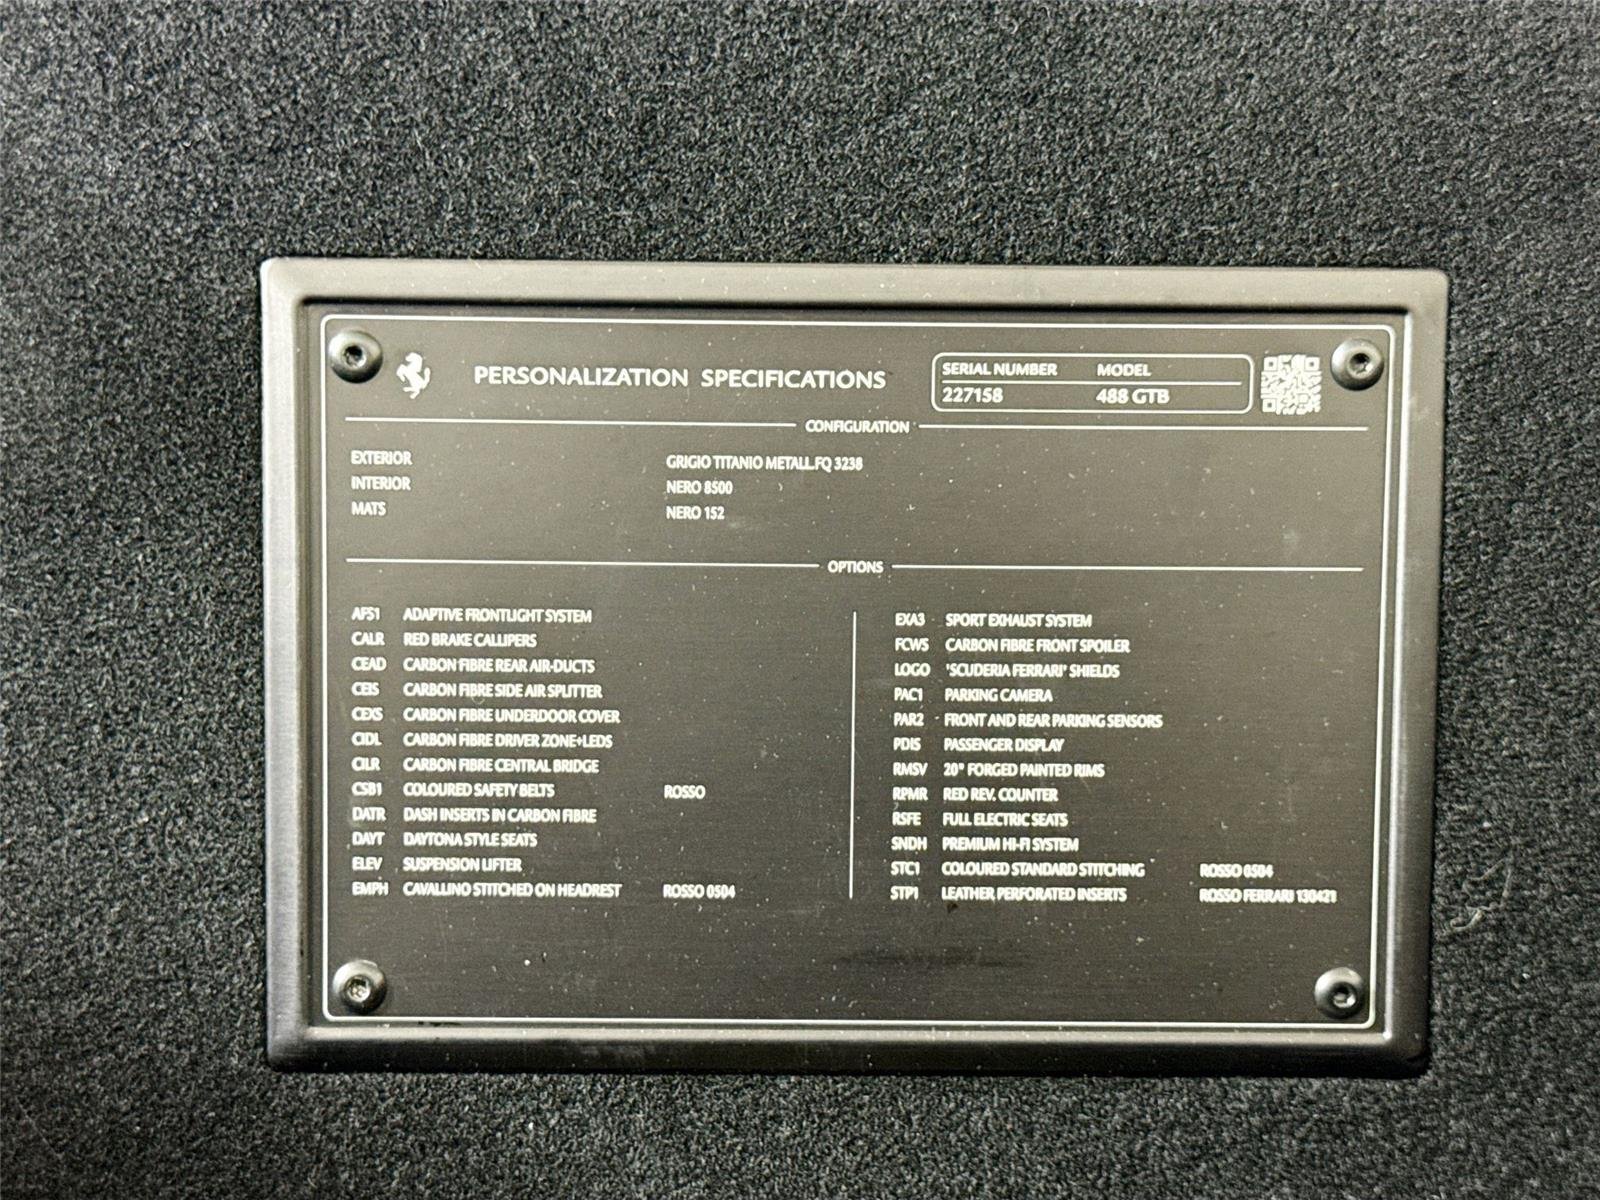 PERSONALIZATION SPECIFICATIONS
SERIAL NUMBER MODEL
227158 488 GTB
CONFIGURATION
EXTERIOR GRIGIO TITANIO METALL.FQ 3238
INTERIOR NERO 8500
MATS NERO 152
OPTIONS
AFS1 ADAPTIVE FRONTLIGHT SYSTEM
CALR RED BRAKE CALLIPERS
CEAD CARBON FIBRE REAR AIR-DUCTS
CEIS CARBON FIBRE SIDE AIR SPLITTER
CEXS CARBON FIBRE UNDERDOOR COVER
CIDL CARBON FIBRE DRIVER ZONE+LEDS
CILR CARBON FIBRE CENTRAL BRIDGE
CSB1 COLOURED SAFETY BELTS ROSSO
DATR DASH INSERTS IN CARBON FIBRE
DAYT DAYTONA STYLE SEATS
ELEV SUSPENSION LIFTER
EMPH CAVALLINO STITCHED ON HEADREST ROSSO 0504
EXA3 SPORT EXHAUST SYSTEM
FCWS CARBON FIBRE FRONT SPOILER
LOGO 'SCUDERIA FERRARI' SHIELDS
PAC1 PARKING CAMERA
PAR2 FRONT AND REAR PARKING SENSORS
PDIS PASSENGER DISPLAY
RMSV 20" FORGED PAINTED RIMS
RPMR RED REV. COUNTER
RSFE FULL ELECTRIC SEATS
SNDH PREMIUM HI-FI SYSTEM
STC1 COLOURED STANDARD STITCHING ROSSO 0504
STP1 LEATHER PERFORATED INSERTS ROSSO FERRARI 130421